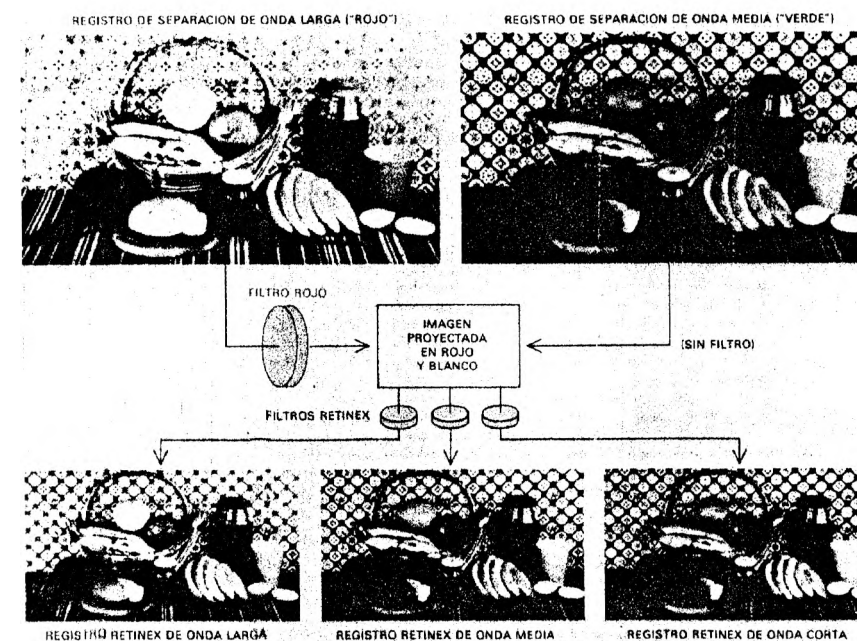 REGISTRO DE SEPARACION DE ONDA LARGA ("ROJO")
REGISTRO DE SEPARACION DE ONDA MEDIA ("VERDE")
FILTRO ROJO
IMAGEN
PROYECTADA
EN ROJO
Y BLANCO
(SIN FILTRO)
FILTROS RETINEX
REGISTRO RETINEX DE ONDA LARGA
REGISTRO RETINEX DE ONDA MEDIA
REGISTRO RETINEX DE ONDA CORTA